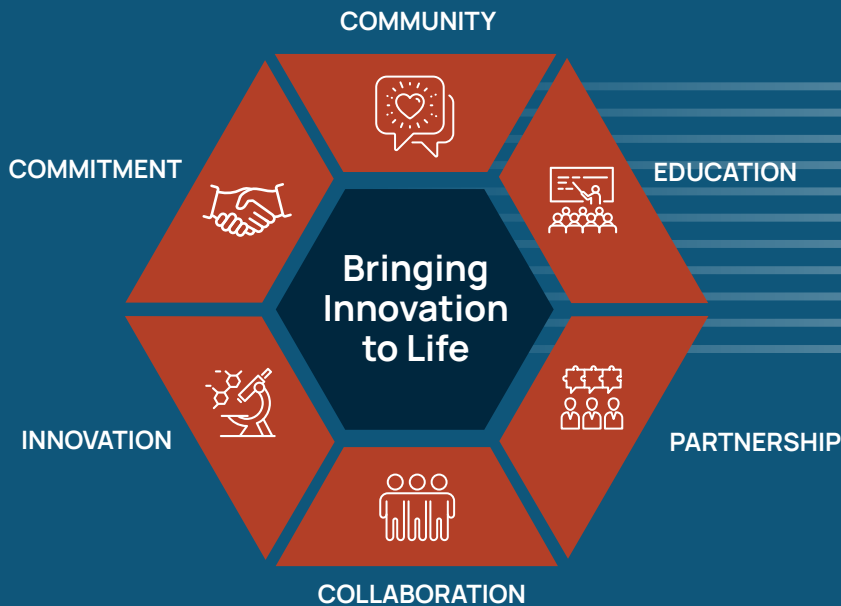 COMMUNITY
COMMITMENT
EDUCATION
Bringing
Innovation
to Life
INNOVATION
PARTNERSHIP
COLLABORATION